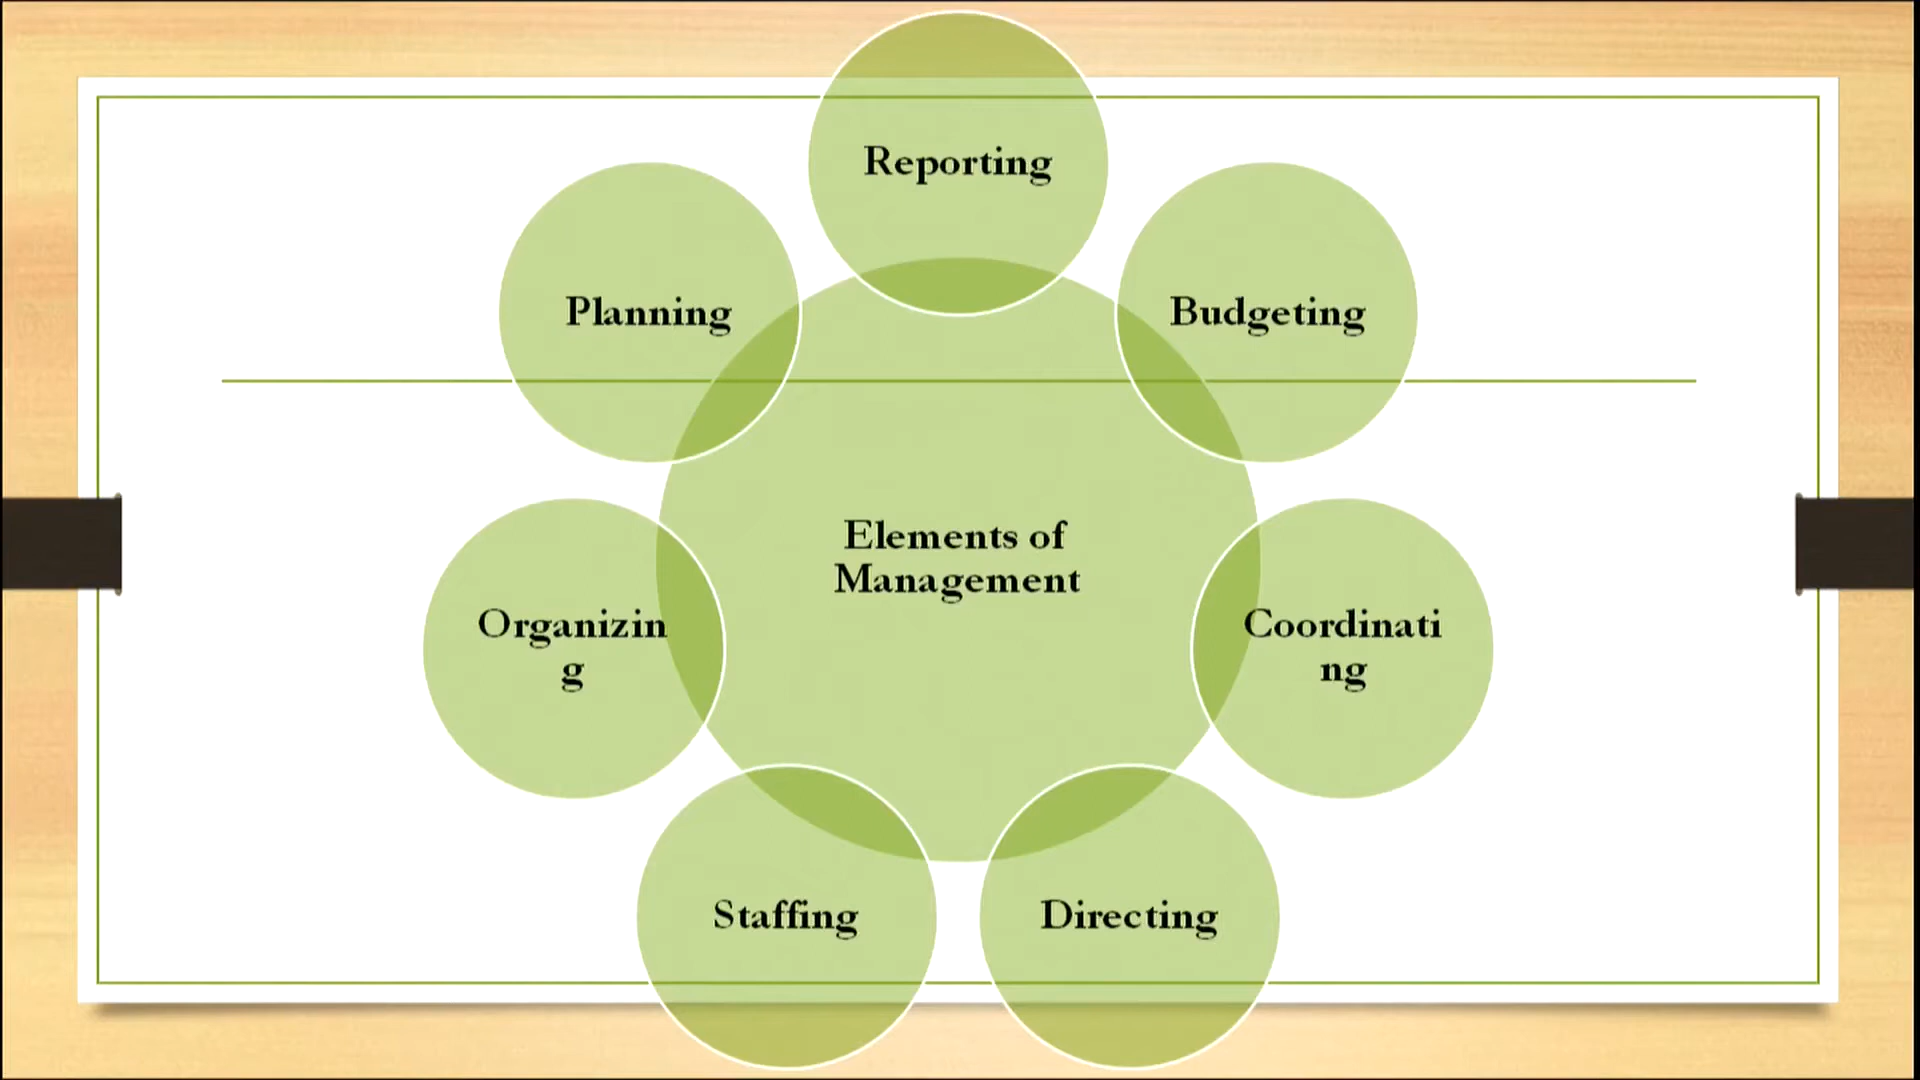 Reporting
Planning
Budgeting
Elements of
Management
Organizin
g
Coordinati
ng
Staffing
Directing